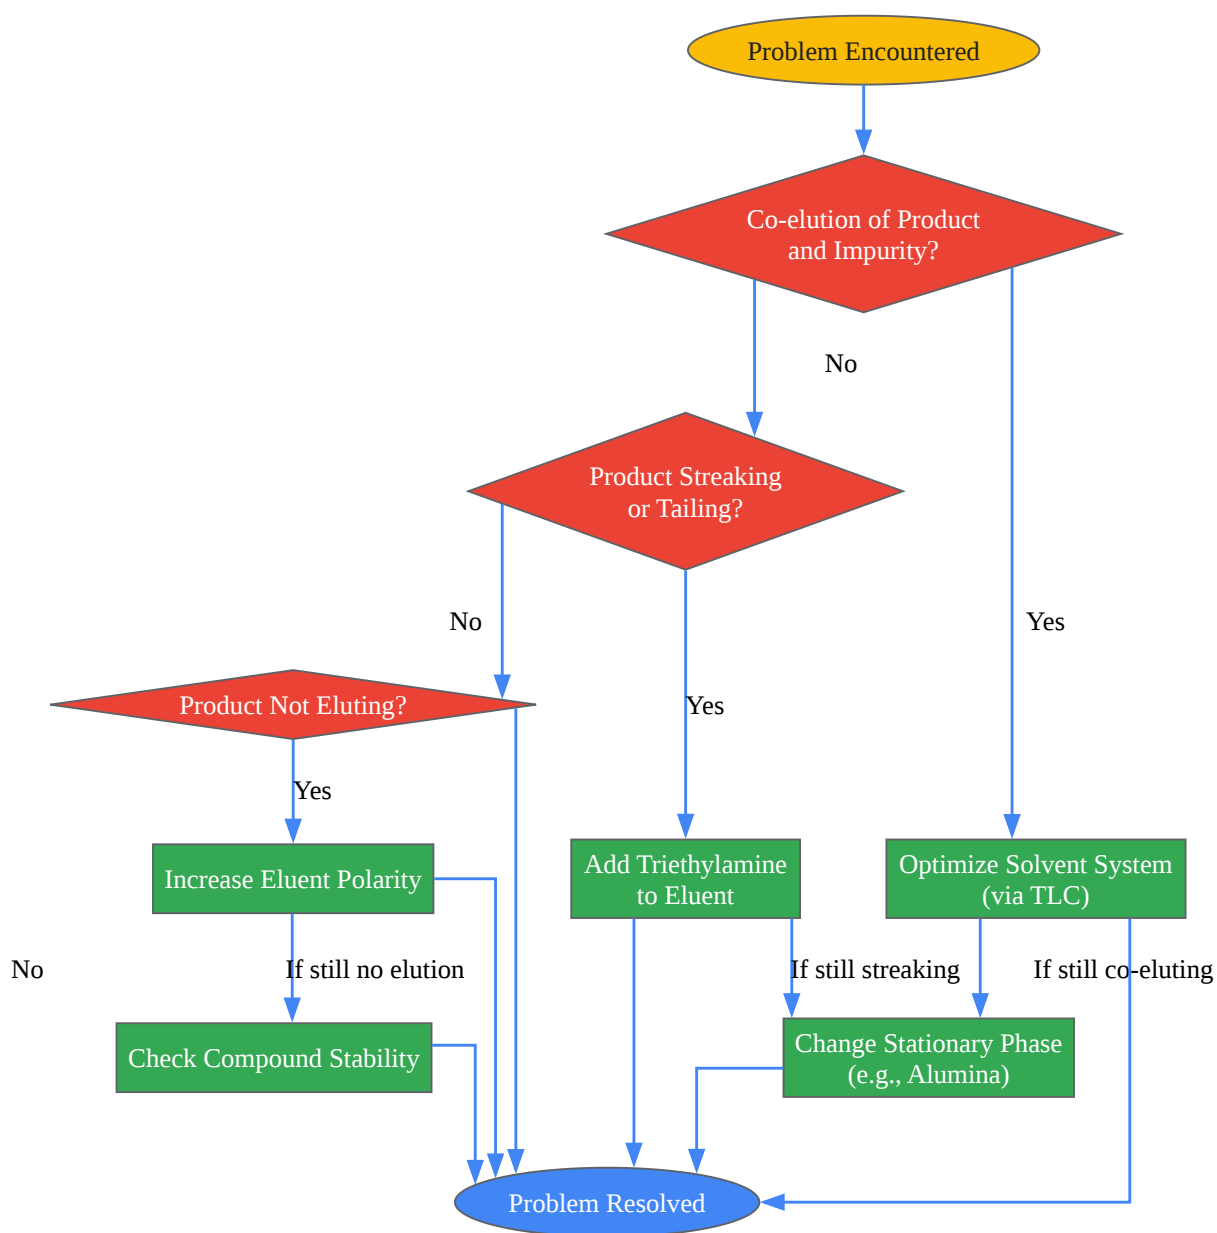 Problem Encountered
Co-elution of Product
and Impurity?
No
Product Streaking
or Tailing?
No
Yes
Product Not Eluting?
Yes
Yes
Increase Eluent Polarity
Add Triethylamine
to Eluent
Optimize Solvent System
(via TLC)
No
If still no elution
If still streaking
If still co-eluting
Check Compound Stability
Change Stationary Phase
(e.g., Alumina)
Problem Resolved